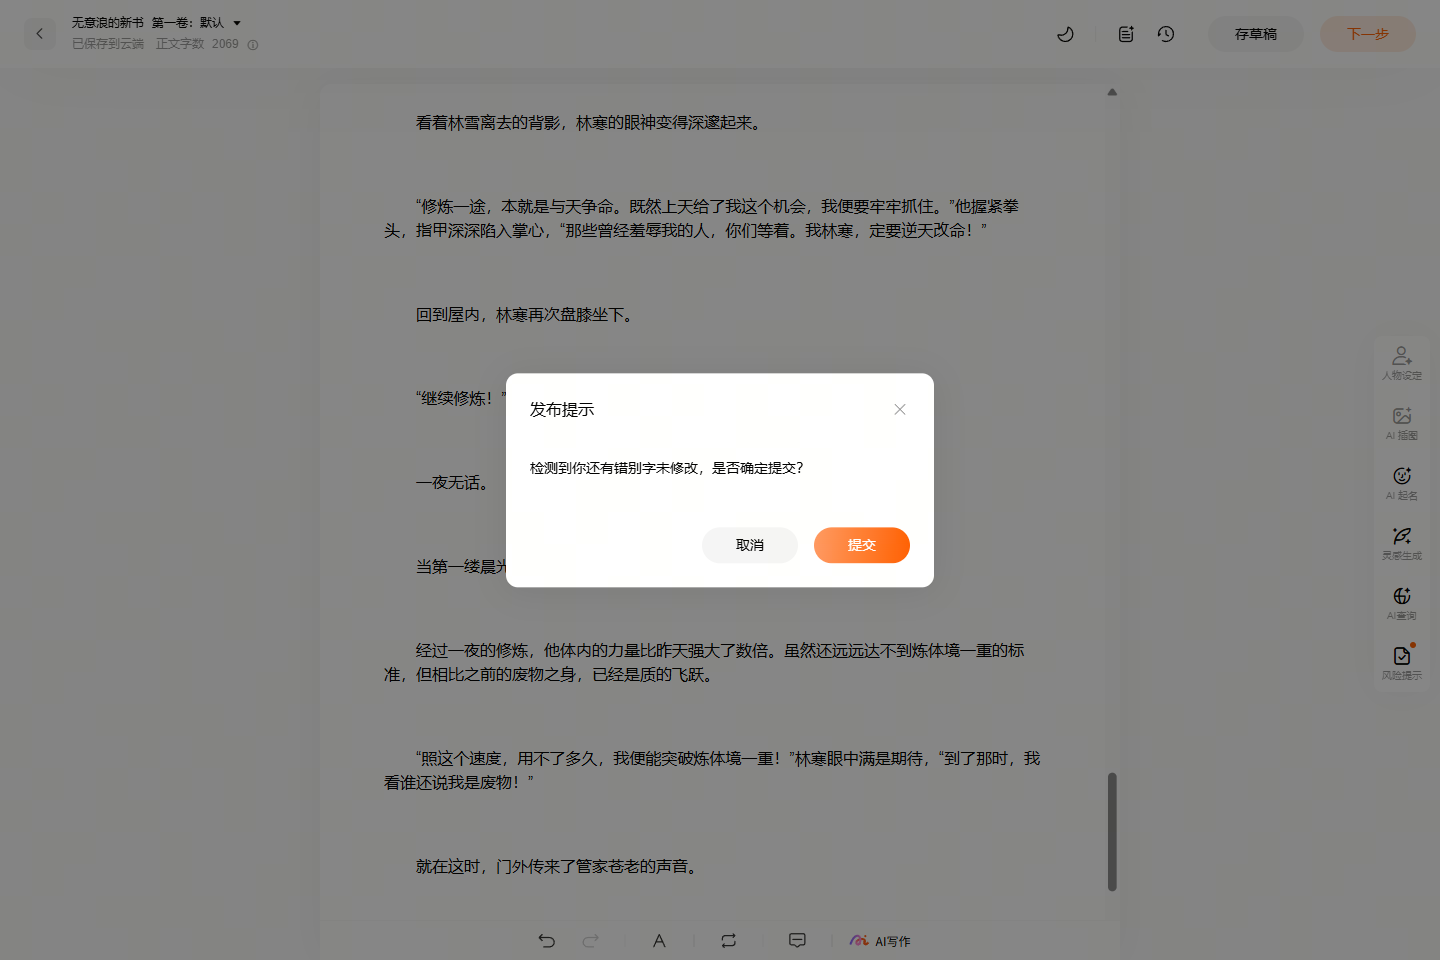 无意浪的新书 第一卷：默认
已保存到云端 正文字数 2069
存草稿
下一步
看着林雪离去的背影，林寒的眼神变得深邃起来。
“修炼一途，本就是与天争命。既然上天给了我这个机会，我便要牢牢抓住。”他握紧拳
头，指甲深深陷入掌心，“那些曾经羞辱我的人，你们等着。我林寒，定要逆天改命！”
回到屋内，林寒再次盘膝坐下。
“继续修炼！”
一夜无话。
当第一缕晨光
经过一夜的修炼，他体内的力量比昨天强大了数倍。虽然还远远达不到炼体境一重的标
准，但相比之前的废物之身，已经是质的飞跃。
“照这个速度，用不了多久，我便能突破炼体境一重！”林寒眼中满是期待，“到了那时，我
看谁还说我是废物！”
就在这时，门外传来了管家苍老的声音。
发布提示
检测到你还有错别字未修改，是否确定提交？
取消
提交
人物设定
AI 插图
AI 起名
灵感生成
AI查询
风险提示
AI写作